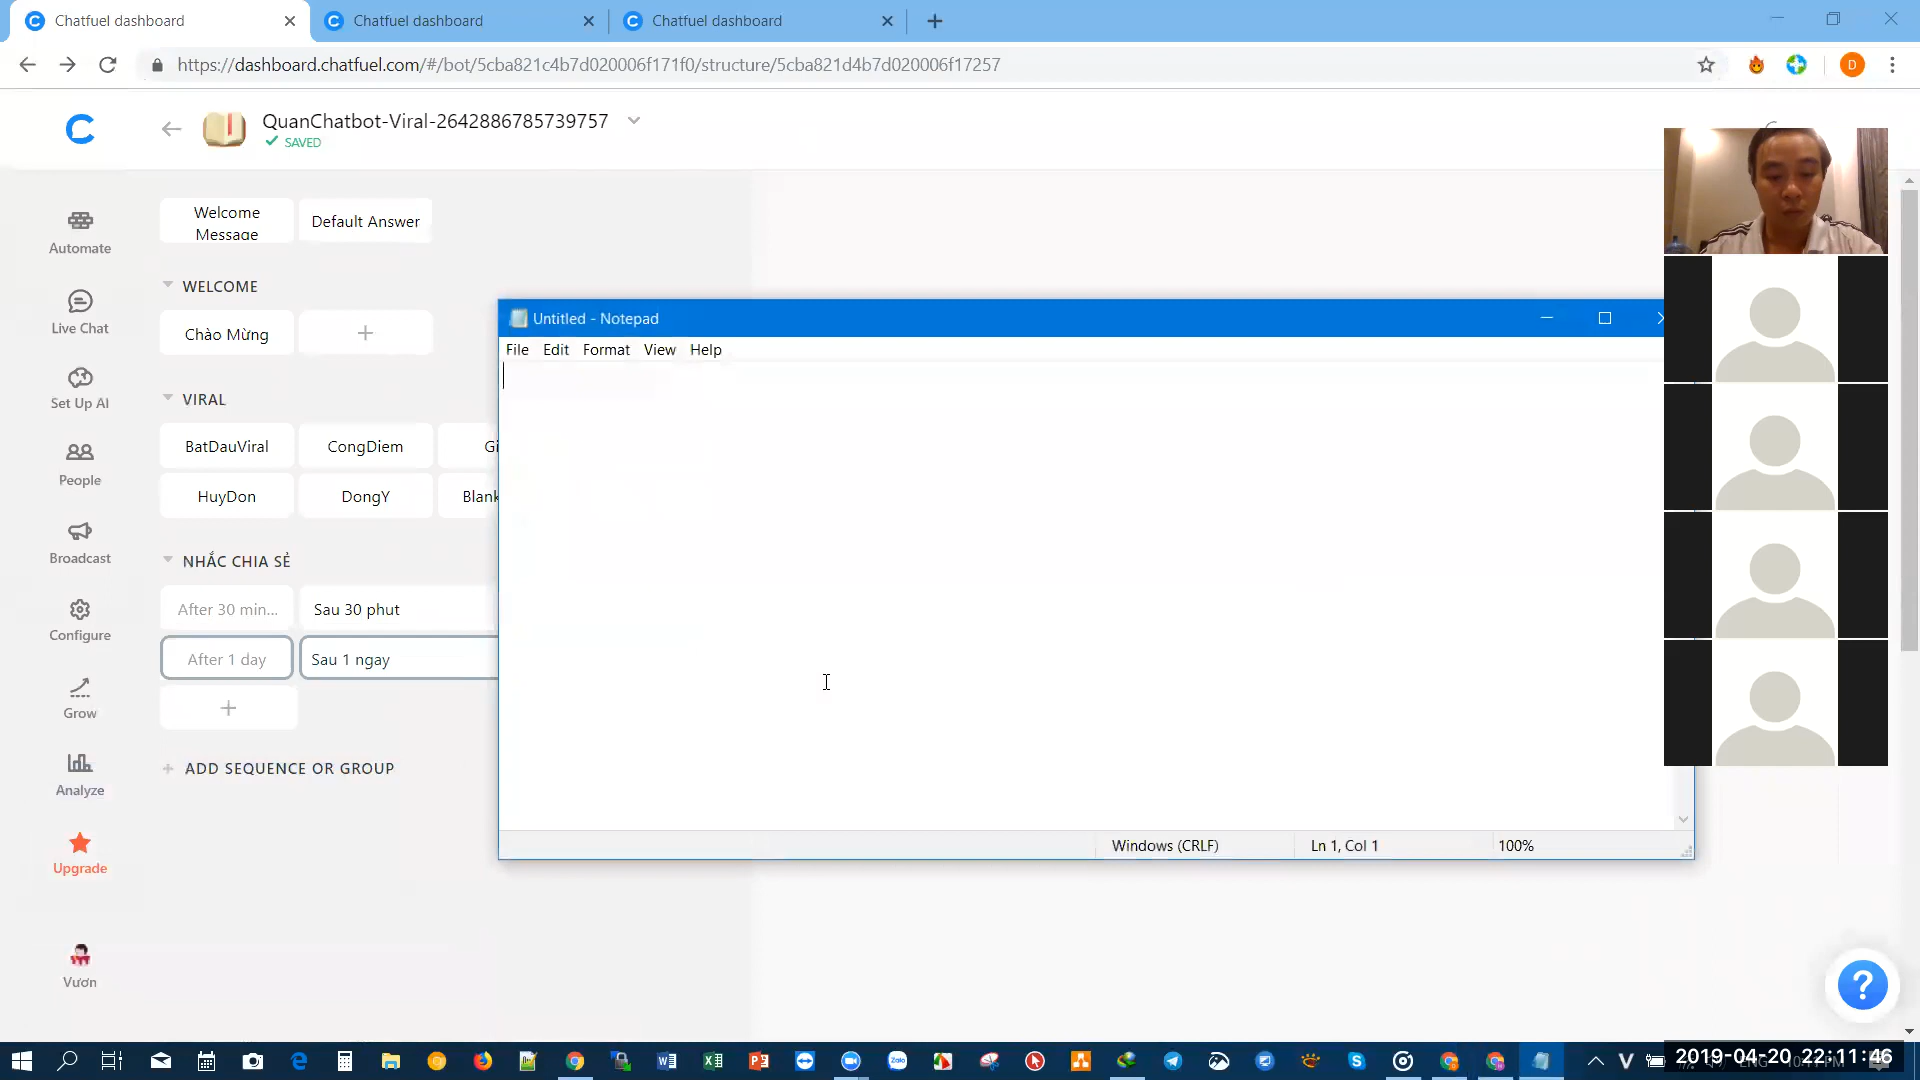 Chatfuel dashboard
Chatfuel dashboard
Chatfuel dashboard
https://dashboard.chatfuel.com/#/bot/5cba821c4b7d020006f171f0/structure/5cba821d4b7d020006f17257
D
QuanChatbot-Viral-2642886785739757
SAVED
Automate
Live Chat
Set Up AI
People
Broadcast
Configure
Grow
Analyze
Upgrade
Vươn
Welcome
Message
Default Answer
WELCOME
Chào Mừng
VIRAL
BatDauViral
CongDiem
Gi
HuyDon
DongY
Blank
NHẮC CHIA SẺ
After 30 min...
Sau 30 phut
After 1 day
Sau 1 ngay
ADD SEQUENCE OR GROUP
Untitled - Notepad
File Edit Format View Help
Windows (CRLF)
Ln 1, Col 1
100%
?
Zalo
2019-04-20 22:11:46